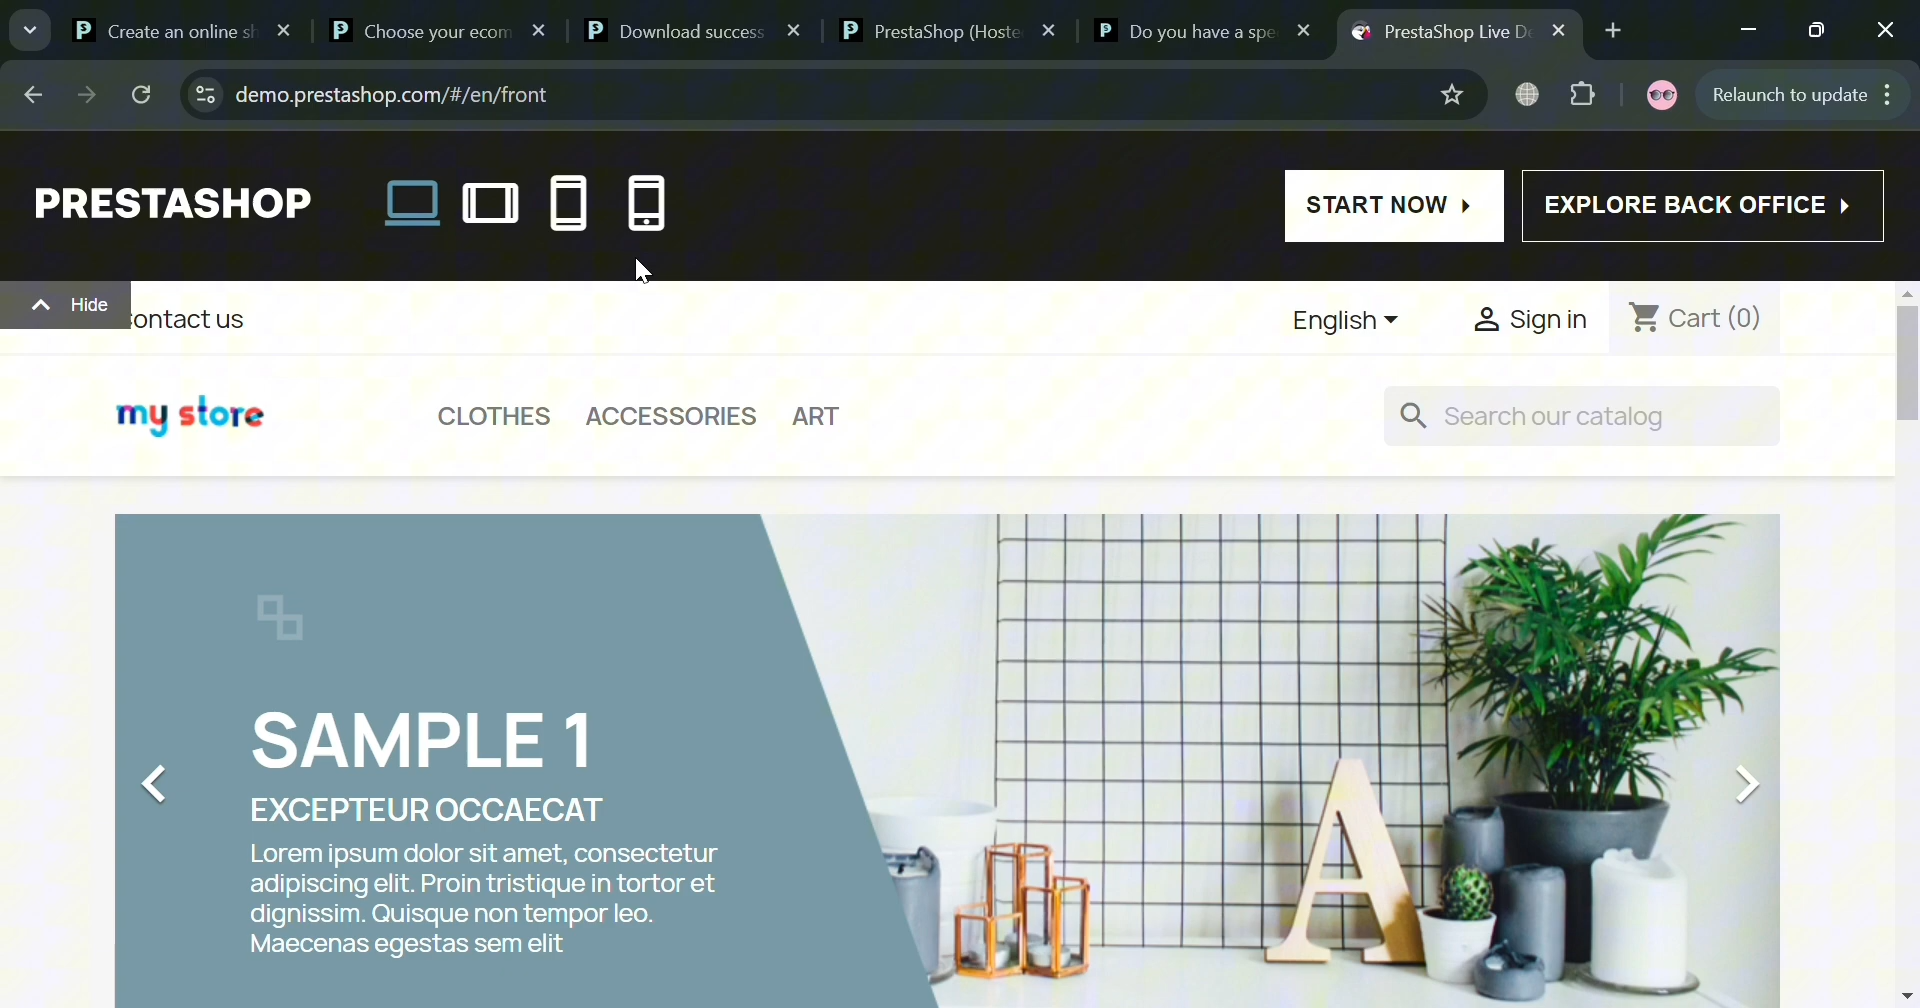 Create an online sh
Choose your ecom
Download success
PrestaShop (Hoste
Do you have a spe
PrestaShop Live De
demo.prestashop.com/#/en/front
Relaunch to update
PRESTASHOP
START NOW
EXPLORE BACK OFFICE
Hide
ontact us
English
Sign in
Cart (0)
my store
CLOTHES
ACCESSORIES
ART
Search our catalog
SAMPLE 1
EXCEPTEUR OCCAECAT
Lorem ipsum dolor sit amet, consectetur
adipiscing elit. Proin tristique in tortor et
dignissim. Quisque non tempor leo.
Maecenas egestas sem elit
A